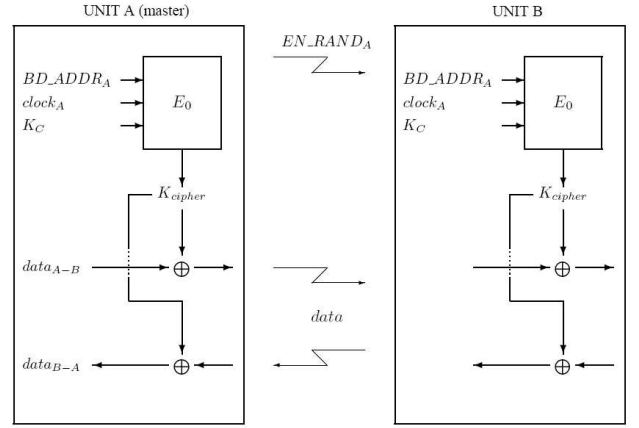 UNIT A (master)
UNIT B
EN_RAND_A
BD_ADDR_A
clock_A
K_C
E_0
BD_ADDR_A
clock_A
K_C
E_0
K_cipher
K_cipher
data_A−B
data
data_B−A